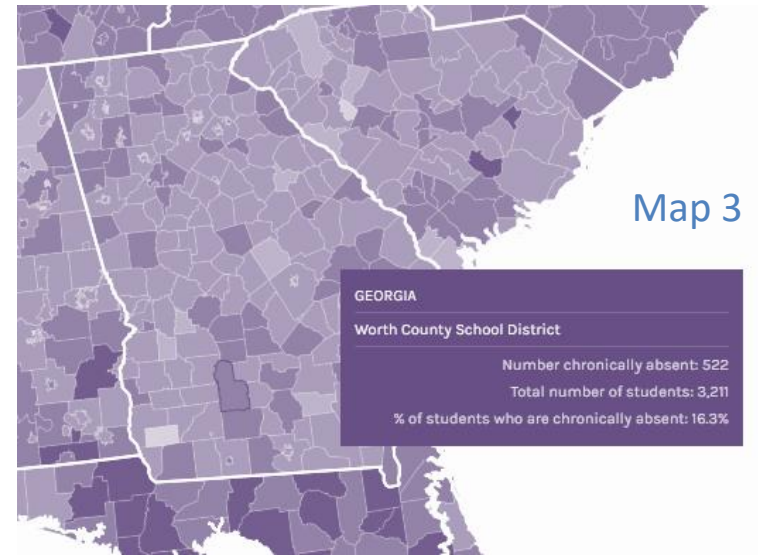 Map 3
GEORGIA
Worth County School District
Number chronically absent: 522
Total number of students: 3,211
% of students who are chronically absent: 16.3%